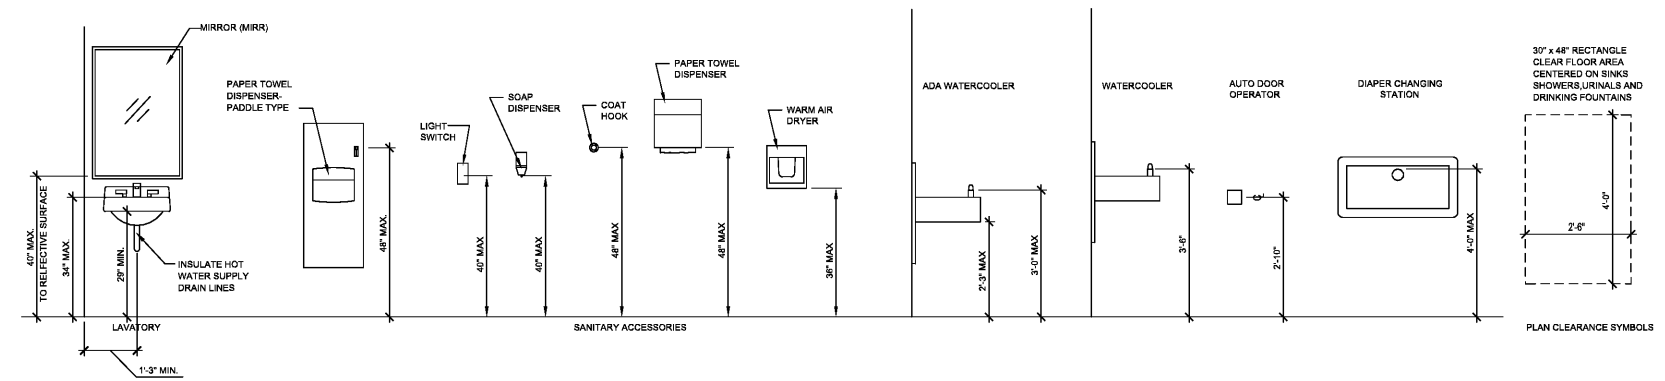 MIRROR (MIRR)
40" MAX.
TO RELFECTIVE SURFACE
34" MAX.
29" MIN.
INSULATE HOT
WATER SUPPLY
DRAIN LINES
LAVATORY
1'-3" MIN.
PAPER TOWEL
DISPENSER-
PADDLE TYPE
48" MAX.
LIGHT
SWITCH
40" MAX
SOAP
DISPENSER
40" MAX
COAT
HOOK
48" MAX
PAPER TOWEL
DISPENSER
48" MAX
WARM AIR
DRYER
36" MAX
SANITARY ACCESSORIES
ADA WATERCOOLER
2'-3" MAX
3'-0" MAX
WATERCOOLER
3'-6"
AUTO DOOR
OPERATOR
2'-10"
DIAPER CHANGING
STATION
4'-0" MAX
30" x 48" RECTANGLE
CLEAR FLOOR AREA
CENTERED ON SINKS
SHOWERS,URINALS AND
DRINKING FOUNTAINS
4'-0"
2'-6"
PLAN CLEARANCE SYMBOLS